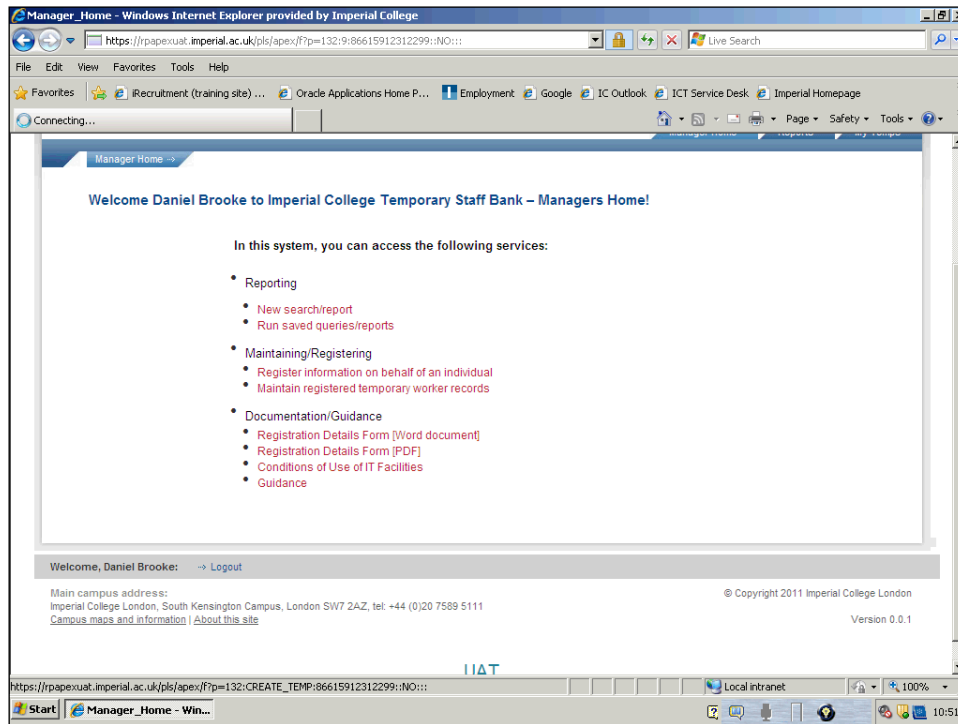 Manager_Home - Windows Internet Explorer provided by Imperial College
https://rpapexuat.imperial.ac.uk/pls/apex/f?p=132:9:86615912312299::NO:::
Live Search
File Edit View Favorites Tools Help
Favorites iRecruitment (training site) ... Oracle Applications Home P... Employment Google IC Outlook ICT Service Desk Imperial Homepage
Connecting... Page Safety Tools
Manager Home Reports My Temps
Manager Home
Welcome Daniel Brooke to Imperial College Temporary Staff Bank – Managers Home!
In this system, you can access the following services:
Reporting
New search/report
Run saved queries/reports
Maintaining/Registering
Register information on behalf of an individual
Maintain registered temporary worker records
Documentation/Guidance
Registration Details Form [Word document]
Registration Details Form [PDF]
Conditions of Use of IT Facilities
Guidance
Welcome, Daniel Brooke: Logout
Main campus address: © Copyright 2011 Imperial College London
Imperial College London, South Kensington Campus, London SW7 2AZ, tel: +44 (0)20 7589 5111
Campus maps and information | About this site Version 0.0.1
UAT
https://rpapexuat.imperial.ac.uk/pls/apex/f?p=132:CREATE_TEMP:86615912312299::NO::: Local intranet 100%
Start Manager_Home - Win... 10:51